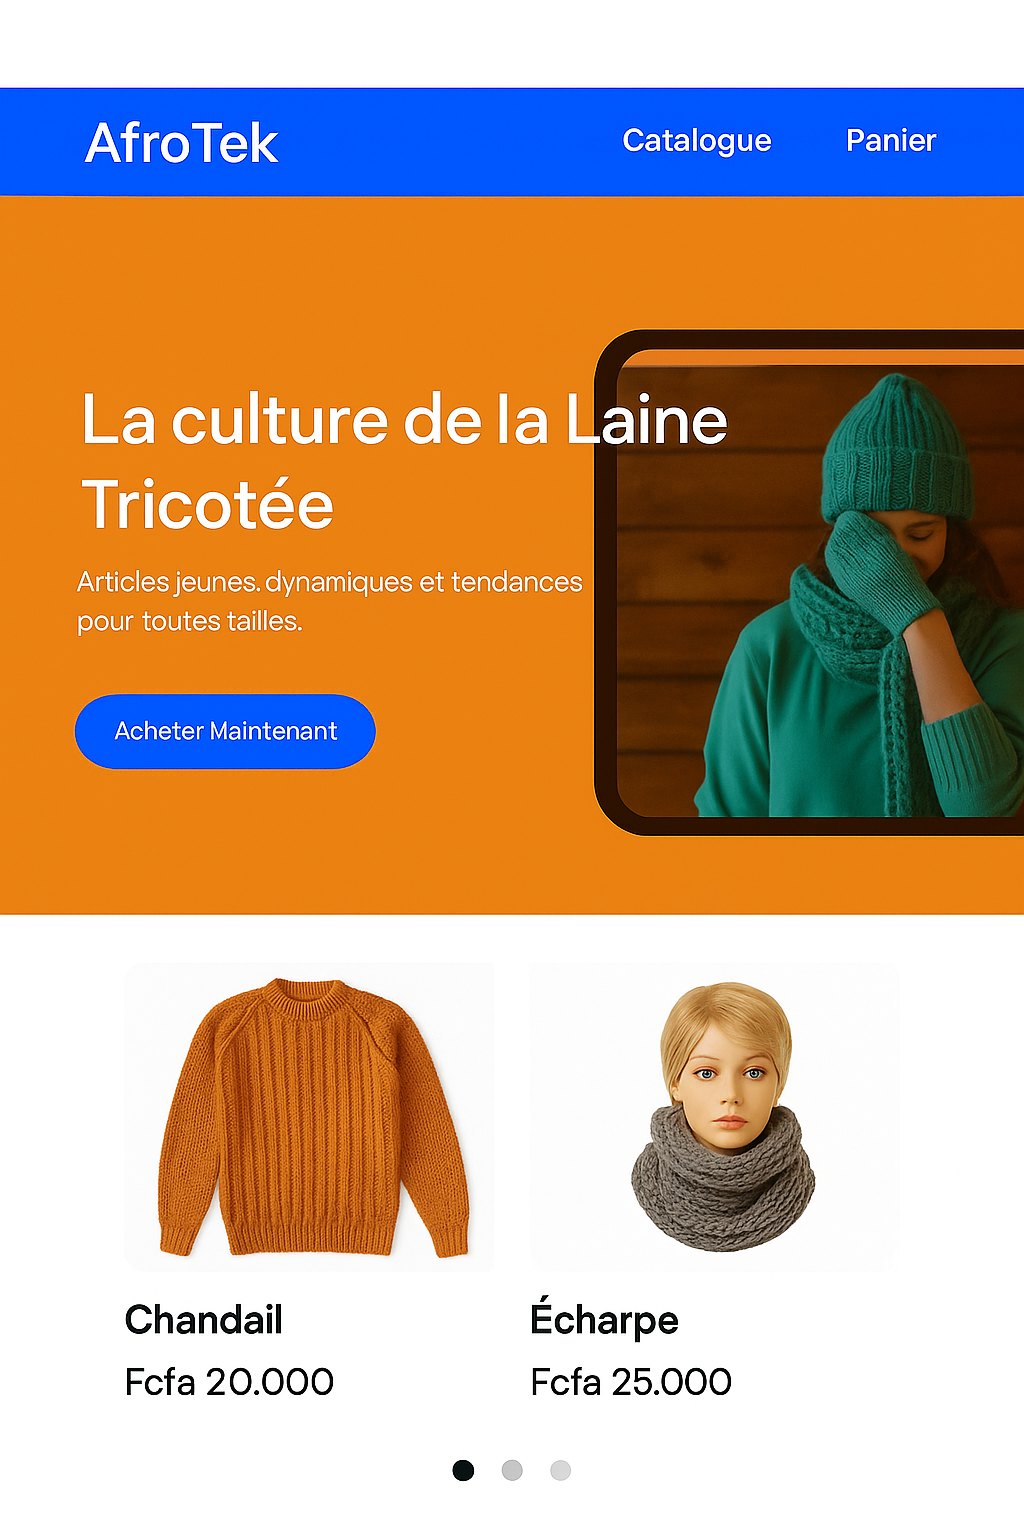 AfroTek
Catalogue
Panier
La culture de la Laine
Tricotée
Articles jeunes. dynamiques et tendances
pour toutes tailles.
Acheter Maintenant
Chandail
Écharpe
Fcfa 20.000
Fcfa 25.000